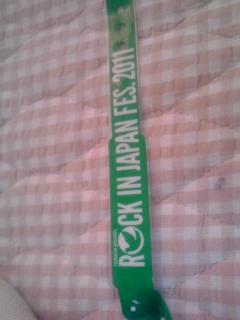 ROCK IN JAPAN FES. 2011